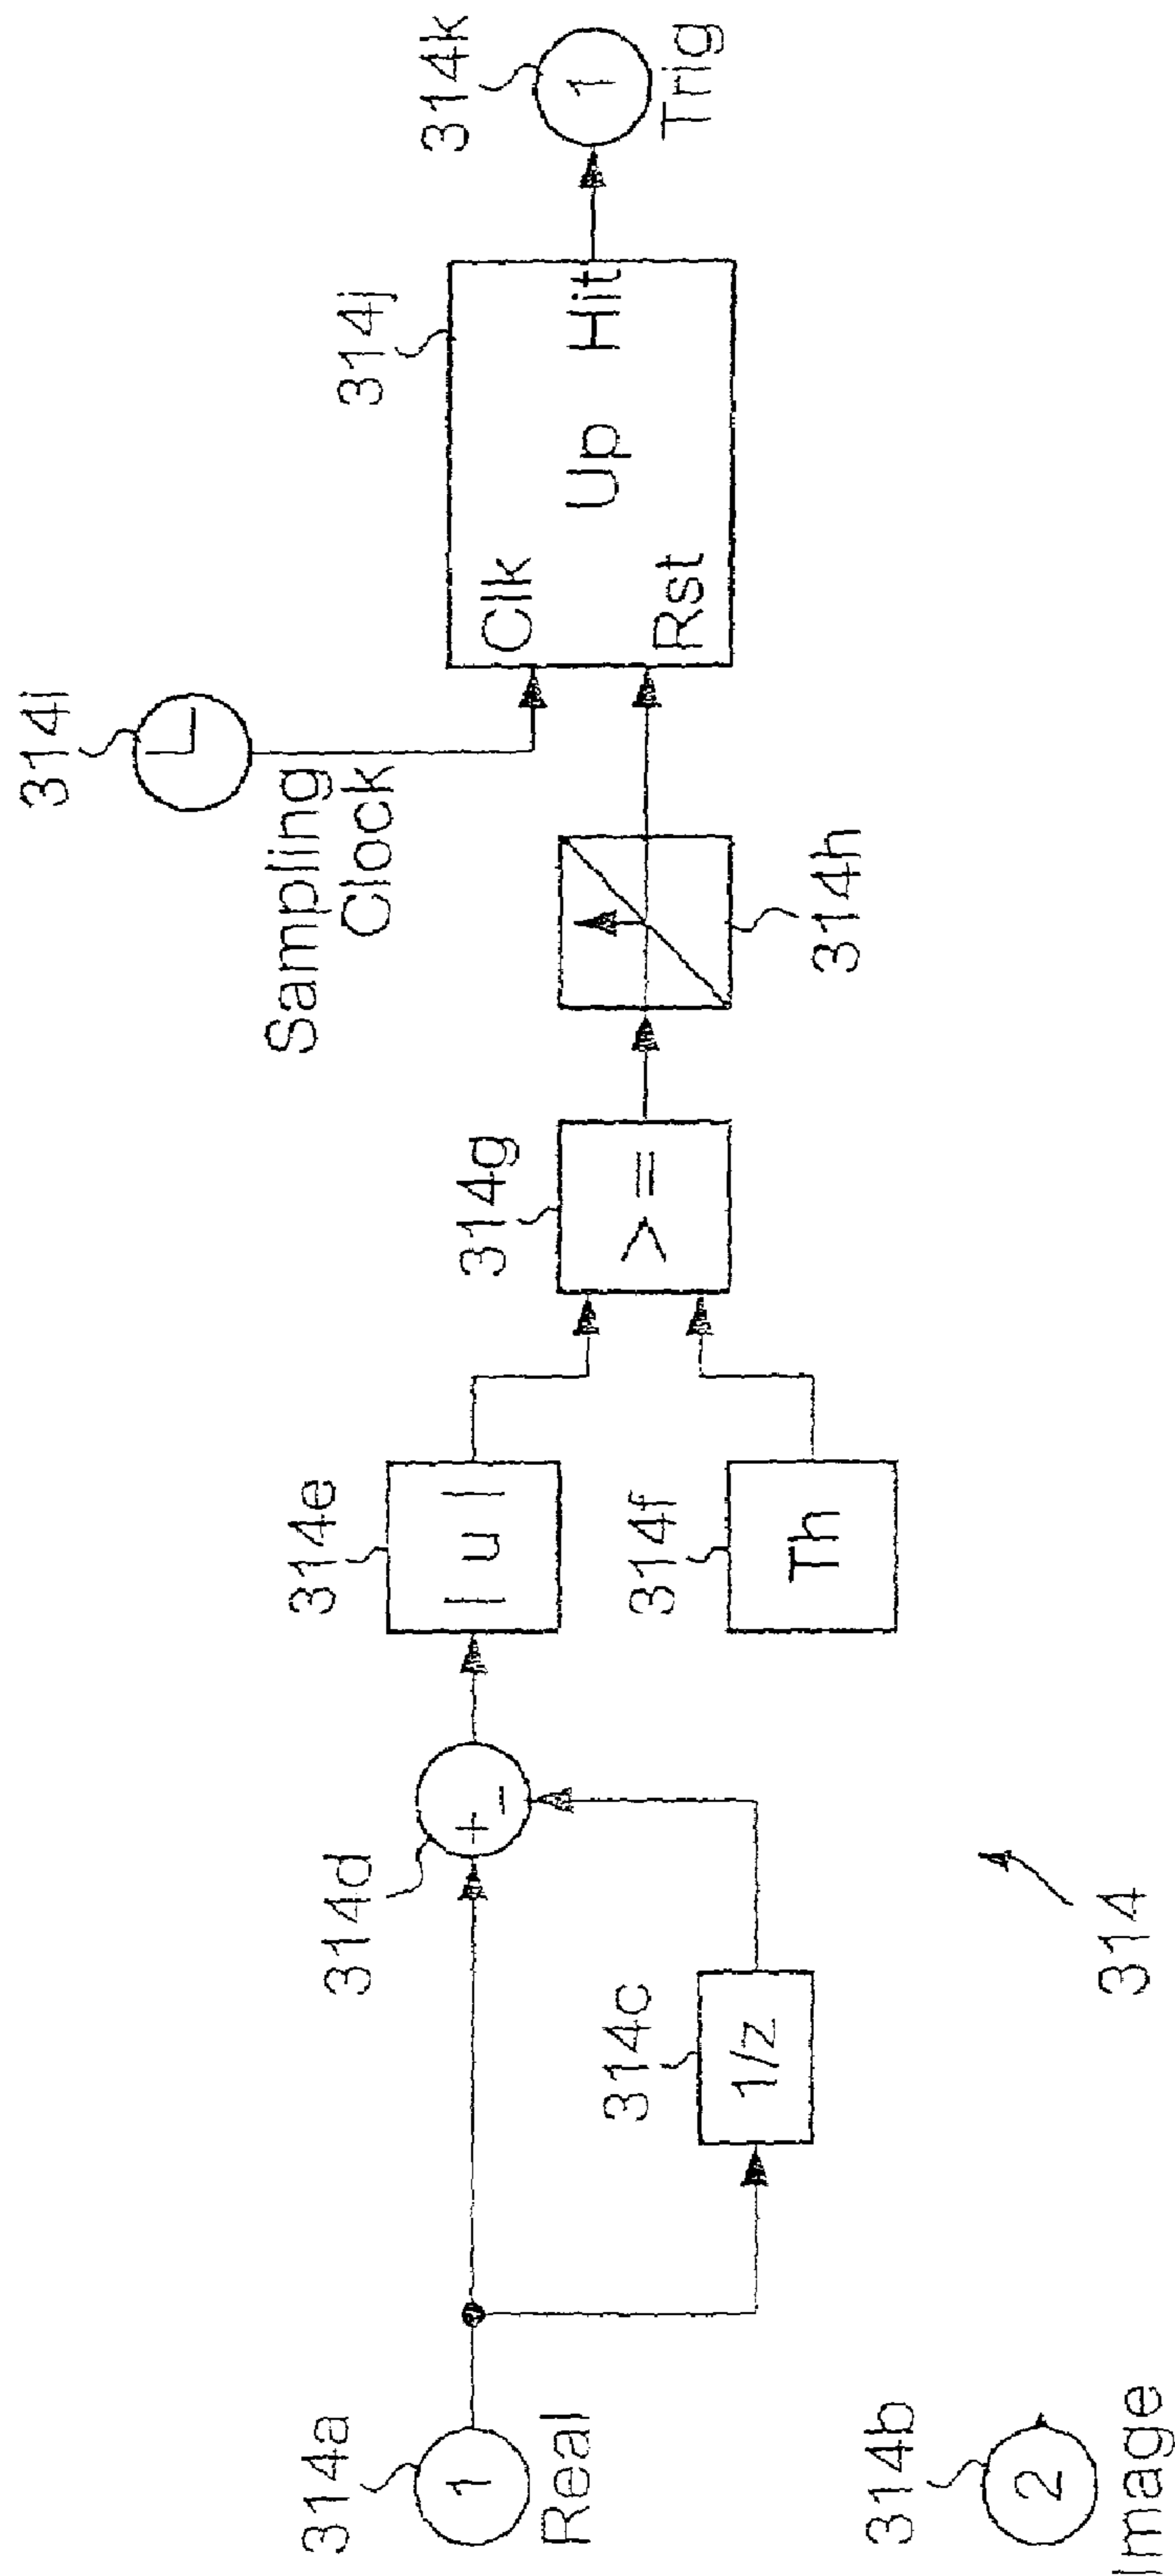 314a
1
Real
314b
2
Image
314c
1/z
314d
+
-
314e
| u |
314f
Th
314g
>=
314h
314i
Sampling
Clock
314j
Clk
Up
Hit
Rst
314k
1
Trig
314